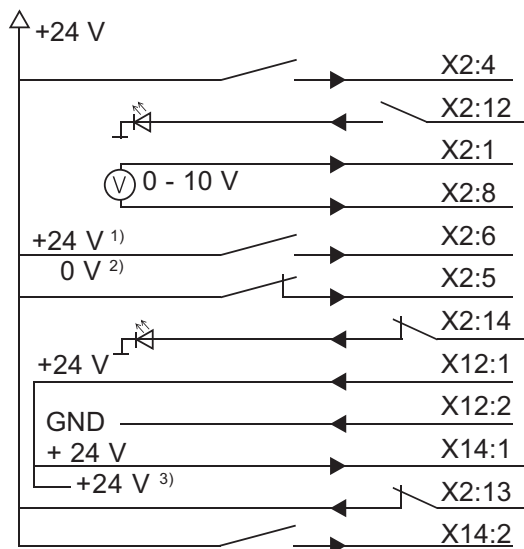 +24 V
X2:4
X2:12
X2:1
V 0 - 10 V
X2:8
+24 V 1)
X2:6
0 V 2)
X2:5
X2:14
+24 V
X12:1
GND
X12:2
+ 24 V
X14:1
+24 V 3)
X2:13
X14:2